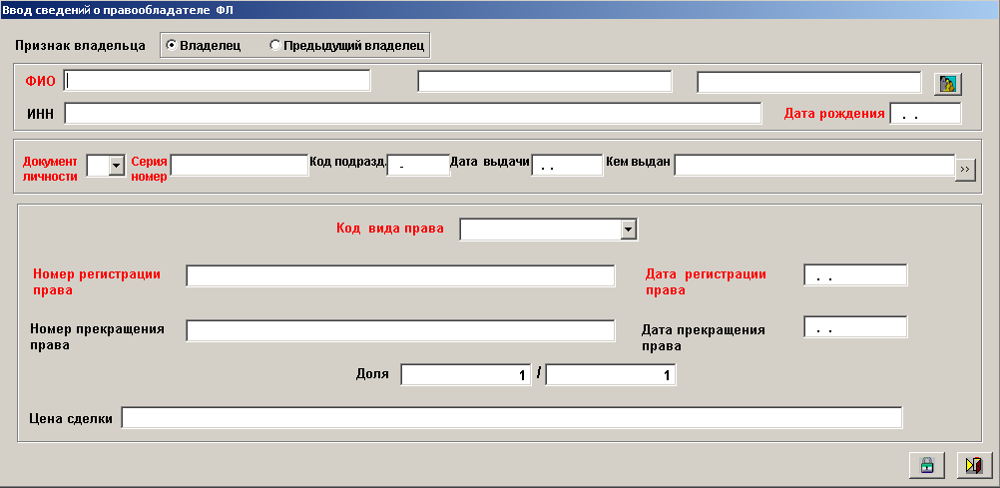 Ввод сведений о правообладателе ФЛ
Признак владельца Владелец Предыдущий владелец
ФИО
ИНН Дата рождения . .
Документ личности Серия номер Код подразд. - Дата выдачи . . Кем выдан >>
Код вида права
Номер регистрации права Дата регистрации права . .
Номер прекращения права Дата прекращения права . .
Доля 1 / 1
Цена сделки